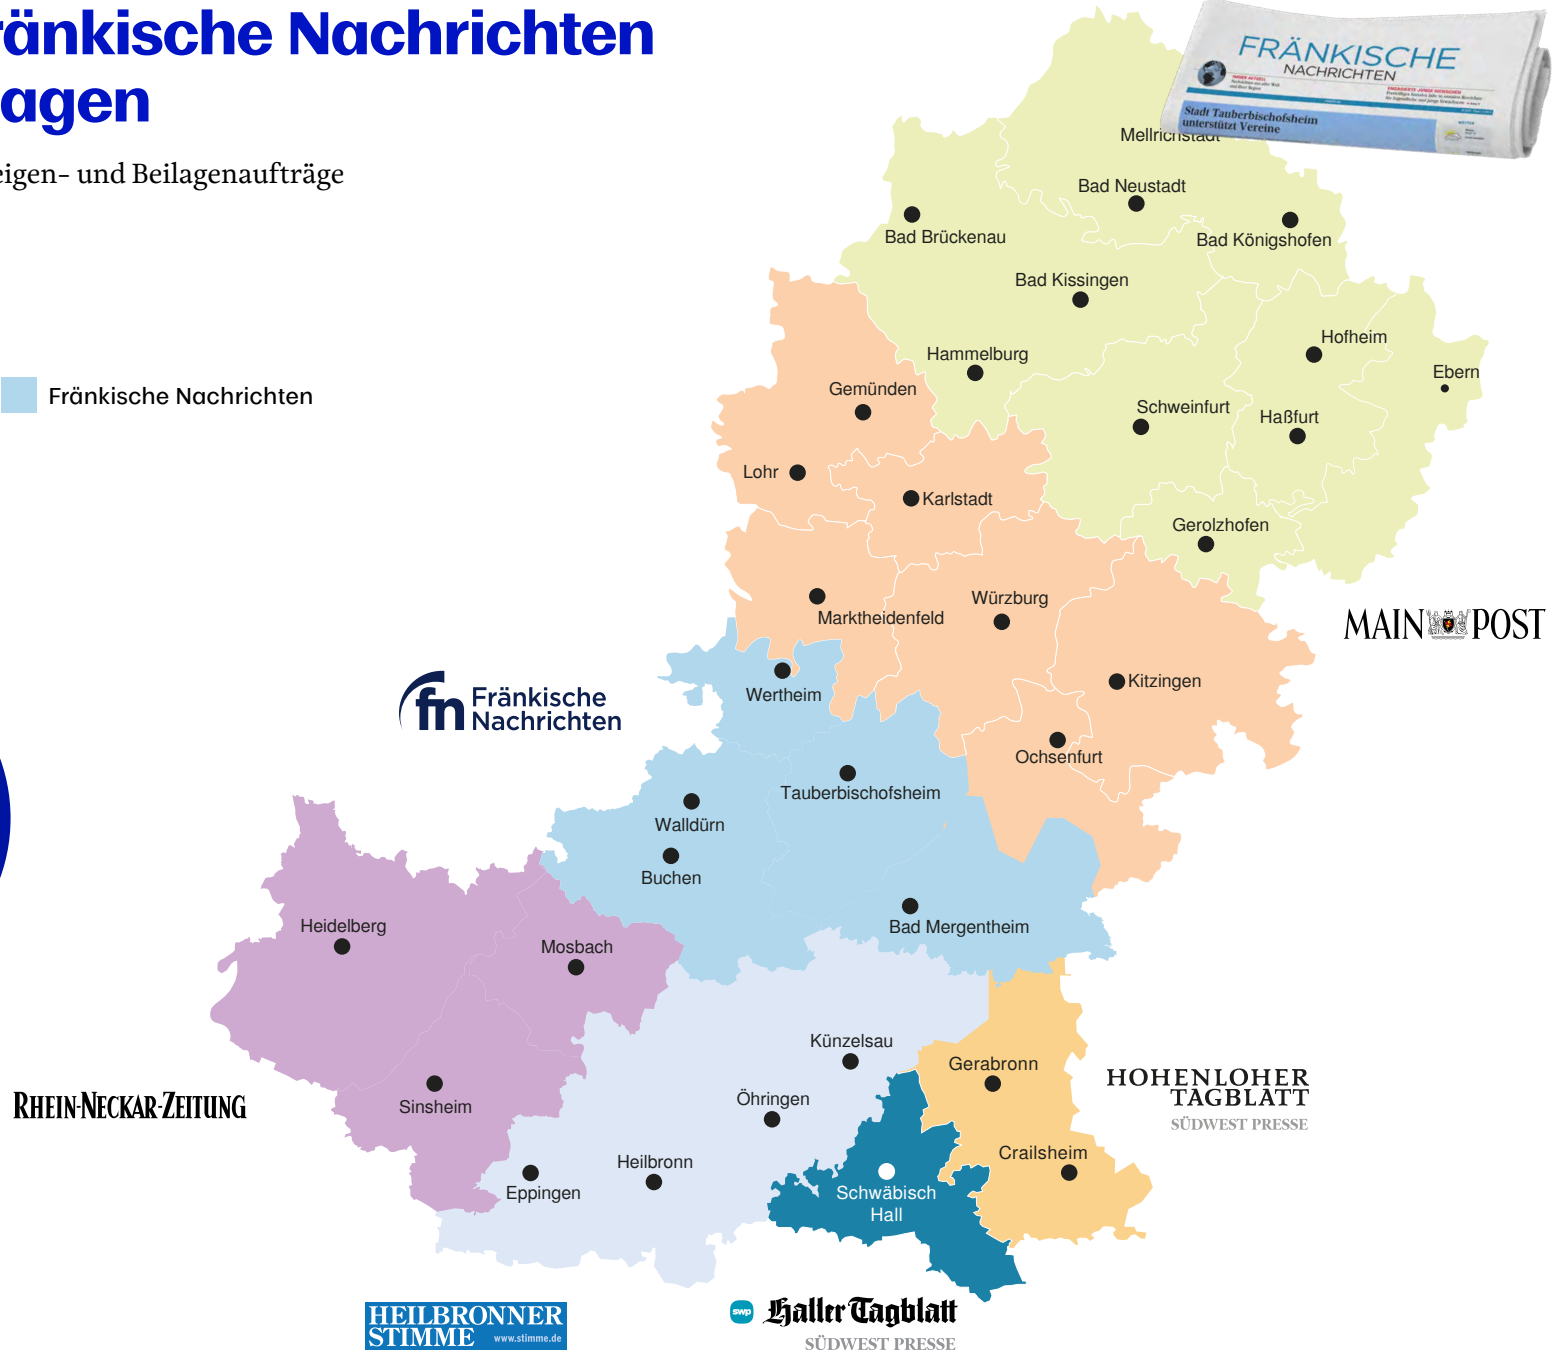 ränkische Nachrichten
agen
eigen- und Beilagenaufträge
FRÄNKISCHE
NACHRICHTEN
Stadt Tauberbischofsheim
unterstützt Vereine
Mellrichstadt
Bad Neustadt
Bad Brückenau
Bad Königshofen
Bad Kissingen
Hofheim
Hammelburg
Ebern
Gemünden
Fränkische Nachrichten
Schweinfurt
Haßfurt
Lohr
Karlstadt
Gerolzhofen
Würzburg
Marktheidenfeld
MAIN POST
Kitzingen
Wertheim
fn Fränkische
Nachrichten
Ochsenfurt
Tauberbischofsheim
Walldürn
Buchen
Heidelberg
Bad Mergentheim
Mosbach
Künzelsau
Gerabronn
HOHENLOHER
TAGBLATT
SÜDWEST PRESSE
RHEIN-NECKAR-ZEITUNG
Sinsheim
Öhringen
Crailsheim
Heilbronn
Eppingen
Schwäbisch
Hall
HEILBRONNER
STIMME www.stimme.de
swp Haller Tagblatt
SÜDWEST PRESSE